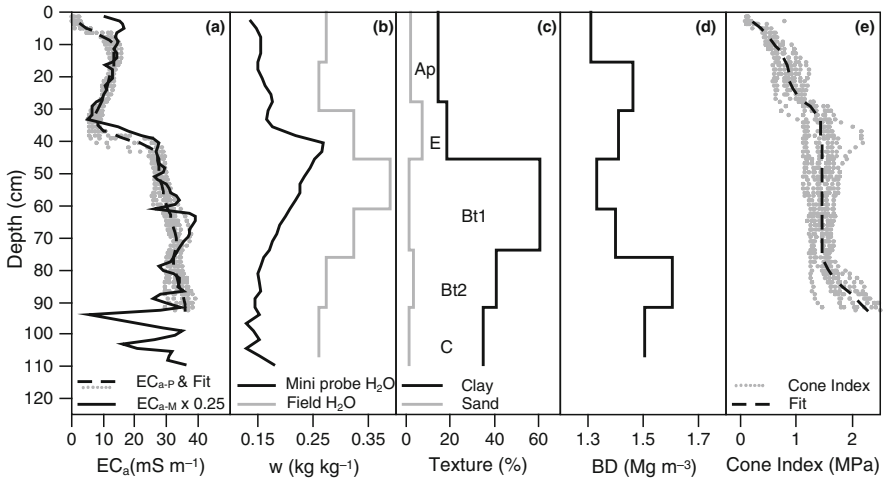 (a) (b) (c) (d) (e)
0
10
20
30
40
50
60
70
80
90
100
110
120
Depth (cm)
Ap
E
Bt1
Bt2
C
ECa-P & Fit
ECa-M x 0.25
Mini probe H2O
Field H2O
Clay
Sand
Cone Index
Fit
0 10 20 30 40
0.15 0.25 0.35
0 20 40 60
1.3 1.5 1.7
0 1 2
ECa(mS m–1)
w (kg kg–1)
Texture (%)
BD (Mg m–3)
Cone Index (MPa)